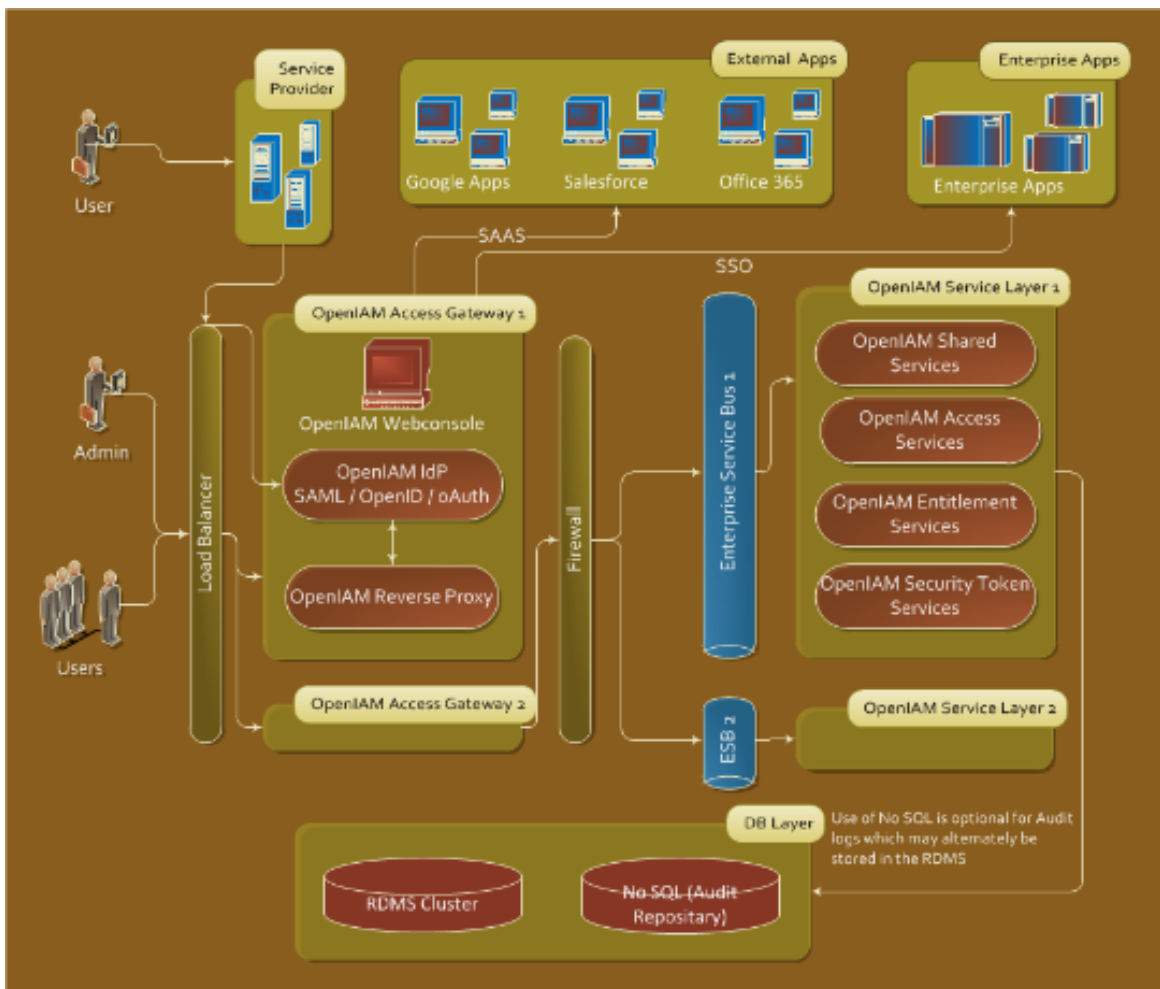 Service
Provider
External Apps
Enterprise Apps
User
Google Apps
Salesforce
Office 365
Enterprise Apps
SAAS
SSO
OpenIAM Access Gateway 1
OpenIAM Webconsole
OpenIAM IdP
SAML / OpenID / oAuth
OpenIAM Reverse Proxy
Admin
Users
Load Balancer
Firewall
Enterprise Service Bus 1
OpenIAM Service Layer 1
OpenIAM Shared
Services
OpenIAM Access
Services
OpenIAM Entitlement
Services
OpenIAM Security Token
Services
OpenIAM Access Gateway 2
ESB 2
OpenIAM Service Layer 2
DB Layer
Use of No SQL is optional for Audit
logs which may alternately be
stored in the RDMS
RDMS Cluster
No SQL (Audit
Repositary)